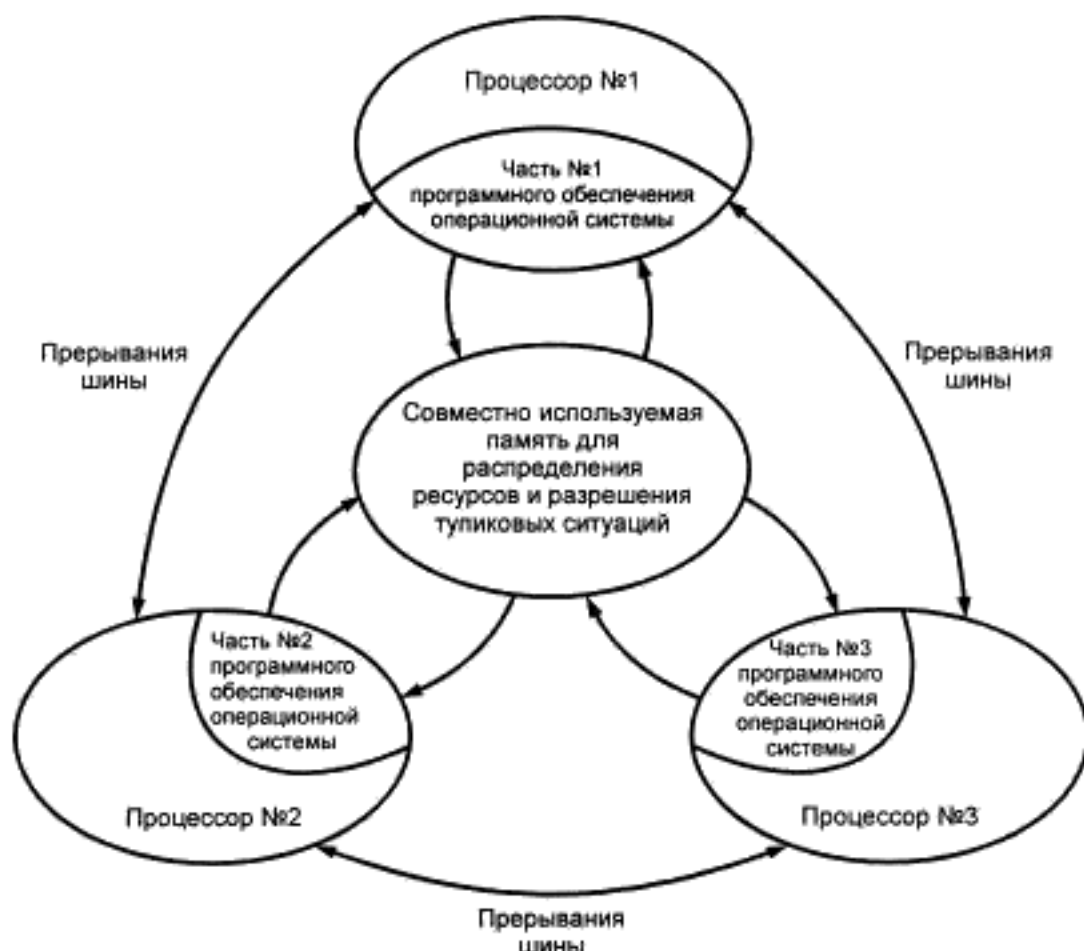 Процессор №1
Часть №1
программного обеспечения
операционной системы
Прерывания
шины
Прерывания
шины
Совместно используемая
память для
распределения
ресурсов и разрешения
тупиковых ситуаций
Часть №2
программного
обеспечения
операционной
системы
Процессор №2
Часть №3
программного
обеспечения
операционной
системы
Процессор №3
Прерывания
шины